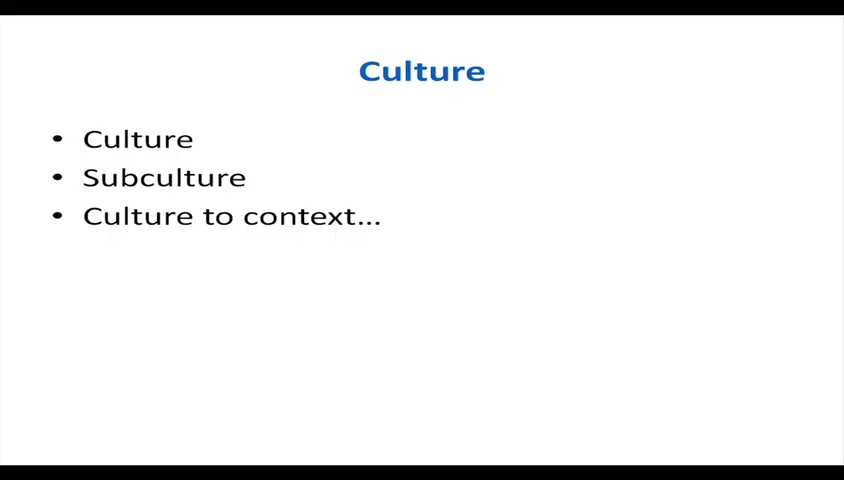 Culture
• Culture
• Subculture
• Culture to context...